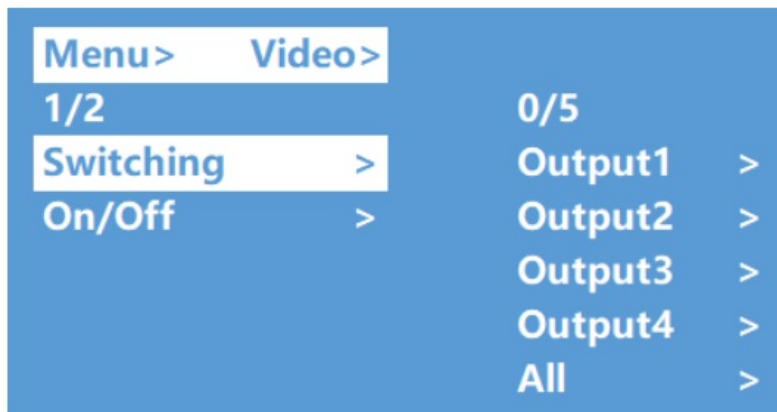 Menu> Video>
1/2 0/5
Switching > Output1 >
On/Off > Output2 >
Output3 >
Output4 >
All >